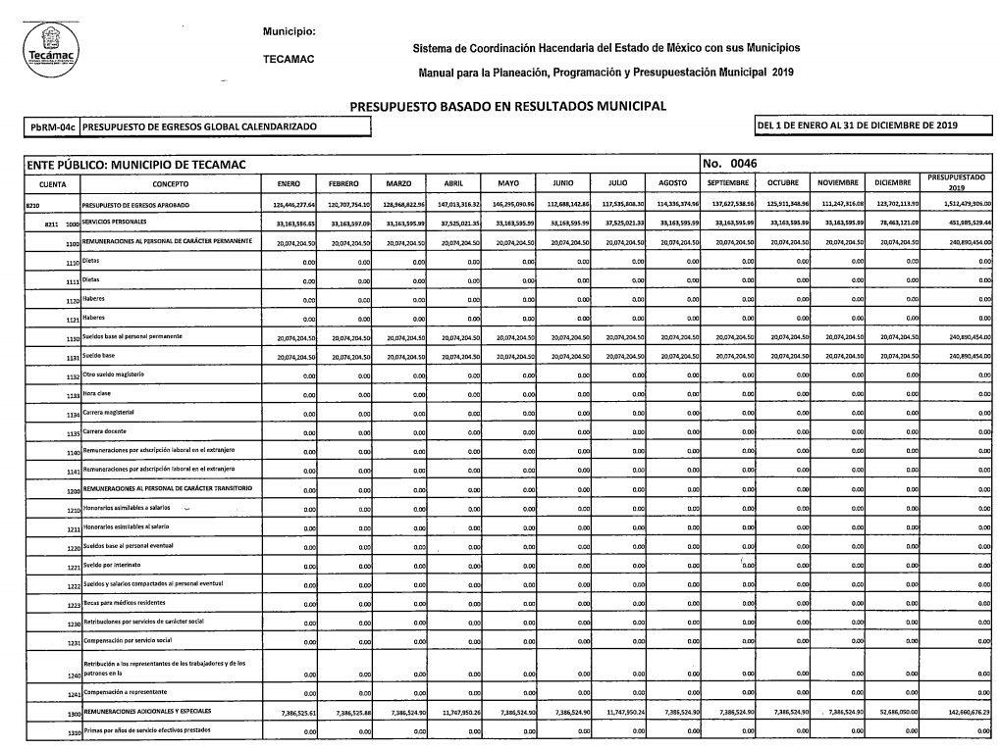 Municipio:
Tecámac
TECAMAC
Sistema de Coordinación Hacendaria del Estado de México con sus Municipios
Manual para la Planeación, Programación y Presupuestación Municipal 2019
PRESUPUESTO BASADO EN RESULTADOS MUNICIPAL
PbRM-04c PRESUPUESTO DE EGRESOS GLOBAL CALENDARIZADO DEL 1 DE ENERO AL 31 DE DICIEMBRE DE 2019
ENTE PÚBLICO: MUNICIPIO DE TECAMAC No. 0046
CUENTA CONCEPTO ENERO FEBRERO MARZO ABRIL MAYO JUNIO JULIO AGOSTO SEPTIEMBRE OCTUBRE NOVIEMBRE DICIEMBRE PRESUPUESTADO 2019
8210 PRESUPUESTO DE EGRESOS APROBADO 126,446,277.64 120,707,754.10 128,968,822.96 147,013,316.32 146,295,090.96 112,688,142.86 117,535,808.30 114,336,374.96 137,627,538.96 125,911,348.96 111,247,316.08 123,702,113.90 1,512,479,906.00
8211 1000 SERVICIOS PERSONALES 33,163,596.65 33,163,597.09 33,163,595.99 37,525,021.35 33,163,595.99 33,163,595.99 37,525,021.33 33,163,595.99 33,163,595.99 33,163,595.99 33,163,595.99 78,463,121.09 451,985,529.44
1100 REMUNERACIONES AL PERSONAL DE CARÁCTER PERMANENTE 20,074,204.50 20,074,204.50 20,074,204.50 20,074,204.50 20,074,204.50 20,074,204.50 20,074,204.50 20,074,204.50 20,074,204.50 20,074,204.50 20,074,204.50 20,074,204.50 240,890,454.00
1110 Dietas 0.00 0.00 0.00 0.00 0.00 0.00 0.00 0.00 0.00 0.00 0.00 0.00 0.00
1111 Dietas 0.00 0.00 0.00 0.00 0.00 0.00 0.00 0.00 0.00 0.00 0.00 0.00 0.00
1120 Haberes 0.00 0.00 0.00 0.00 0.00 0.00 0.00 0.00 0.00 0.00 0.00 0.00 0.00
1121 Haberes 0.00 0.00 0.00 0.00 0.00 0.00 0.00 0.00 0.00 0.00 0.00 0.00 0.00
1130 Sueldos base al personal permanente 20,074,204.50 20,074,204.50 20,074,204.50 20,074,204.50 20,074,204.50 20,074,204.50 20,074,204.50 20,074,204.50 20,074,204.50 20,074,204.50 20,074,204.50 20,074,204.50 240,890,454.00
1131 Sueldo base 20,074,204.50 20,074,204.50 20,074,204.50 20,074,204.50 20,074,204.50 20,074,204.50 20,074,204.50 20,074,204.50 20,074,204.50 20,074,204.50 20,074,204.50 20,074,204.50 240,890,454.00
1132 Otro sueldo magisterio 0.00 0.00 0.00 0.00 0.00 0.00 0.00 0.00 0.00 0.00 0.00 0.00 0.00
1133 Hora clase 0.00 0.00 0.00 0.00 0.00 0.00 0.00 0.00 0.00 0.00 0.00 0.00 0.00
1134 Carrera magisterial 0.00 0.00 0.00 0.00 0.00 0.00 0.00 0.00 0.00 0.00 0.00 0.00 0.00
1135 Carrera docente 0.00 0.00 0.00 0.00 0.00 0.00 0.00 0.00 0.00 0.00 0.00 0.00 0.00
1140 Remuneraciones por adscripción laboral en el extranjero 0.00 0.00 0.00 0.00 0.00 0.00 0.00 0.00 0.00 0.00 0.00 0.00 0.00
1141 Remuneraciones por adscripción laboral en el extranjero 0.00 0.00 0.00 0.00 0.00 0.00 0.00 0.00 0.00 0.00 0.00 0.00 0.00
1200 REMUNERACIONES AL PERSONAL DE CARÁCTER TRANSITORIO 0.00 0.00 0.00 0.00 0.00 0.00 0.00 0.00 0.00 0.00 0.00 0.00 0.00
1210 Honorarios asimilables a salarios 0.00 0.00 0.00 0.00 0.00 0.00 0.00 0.00 0.00 0.00 0.00 0.00 0.00
1211 Honorarios asimilables al salario 0.00 0.00 0.00 0.00 0.00 0.00 0.00 0.00 0.00 0.00 0.00 0.00 0.00
1220 Sueldos base al personal eventual 0.00 0.00 0.00 0.00 0.00 0.00 0.00 0.00 0.00 0.00 0.00 0.00 0.00
1221 Sueldo por interinato 0.00 0.00 0.00 0.00 0.00 0.00 0.00 0.00 0.00 0.00 0.00 0.00 0.00
1222 Sueldos y salarios compactados al personal eventual 0.00 0.00 0.00 0.00 0.00 0.00 0.00 0.00 0.00 0.00 0.00 0.00 0.00
1223 Becas para médicos residentes 0.00 0.00 0.00 0.00 0.00 0.00 0.00 0.00 0.00 0.00 0.00 0.00 0.00
1230 Retribuciones por servicios de carácter social 0.00 0.00 0.00 0.00 0.00 0.00 0.00 0.00 0.00 0.00 0.00 0.00 0.00
1231 Compensación por servicio social 0.00 0.00 0.00 0.00 0.00 0.00 0.00 0.00 0.00 0.00 0.00 0.00 0.00
Retribución a los representantes de los trabajadores y de los
1240 patrones en la 0.00 0.00 0.00 0.00 0.00 0.00 0.00 0.00 0.00 0.00 0.00 0.00 0.00
1241 Compensación a representante 0.00 0.00 0.00 0.00 0.00 0.00 0.00 0.00 0.00 0.00 0.00 0.00 0.00
1300 REMUNERACIONES ADICIONALES Y ESPECIALES 7,386,525.61 7,386,525.88 7,386,524.90 11,747,950.26 7,386,524.90 7,386,524.90 11,747,950.24 7,386,524.90 7,386,524.90 7,386,524.90 7,386,524.90 52,686,050.00 142,660,676.29
1310 Primas por años de servicio efectivos prestados 0.00 0.00 0.00 0.00 0.00 0.00 0.00 0.00 0.00 0.00 0.00 0.00 0.00